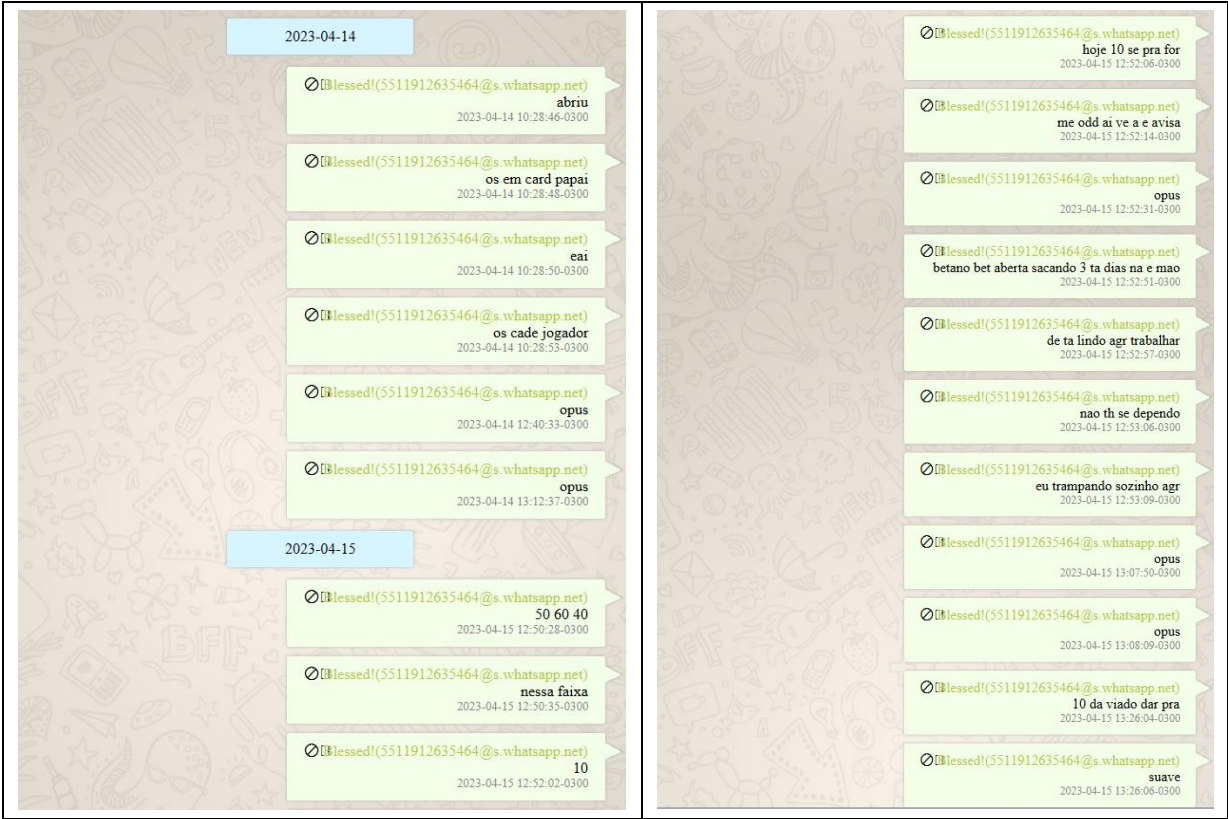 2023-04-14
Blessed!(5511912635464@s.whatsapp.net)
abriu
2023-04-14 10:28:46-0300
Blessed!(5511912635464@s.whatsapp.net)
os em card papai
2023-04-14 10:28:48-0300
Blessed!(5511912635464@s.whatsapp.net)
eai
2023-04-14 10:28:50-0300
Blessed!(5511912635464@s.whatsapp.net)
os cade jogador
2023-04-14 10:28:53-0300
Blessed!(5511912635464@s.whatsapp.net)
opus
2023-04-14 12:40:33-0300
Blessed!(5511912635464@s.whatsapp.net)
opus
2023-04-14 13:12:37-0300
2023-04-15
Blessed!(5511912635464@s.whatsapp.net)
50 60 40
2023-04-15 12:50:28-0300
Blessed!(5511912635464@s.whatsapp.net)
nessa faixa
2023-04-15 12:50:35-0300
Blessed!(5511912635464@s.whatsapp.net)
10
2023-04-15 12:52:02-0300
Blessed!(5511912635464@s.whatsapp.net)
hoje 10 se pra for
2023-04-15 12:52:06-0300
Blessed!(5511912635464@s.whatsapp.net)
me odd ai ve a e avisa
2023-04-15 12:52:14-0300
Blessed!(5511912635464@s.whatsapp.net)
opus
2023-04-15 12:52:31-0300
Blessed!(5511912635464@s.whatsapp.net)
betano bet aberta sacando 3 ta dias na e mao
2023-04-15 12:52:51-0300
Blessed!(5511912635464@s.whatsapp.net)
de ta lindo agr trabalhar
2023-04-15 12:52:57-0300
Blessed!(5511912635464@s.whatsapp.net)
nao th se dependo
2023-04-15 12:53:06-0300
Blessed!(5511912635464@s.whatsapp.net)
eu trampando sozinho agr
2023-04-15 12:53:09-0300
Blessed!(5511912635464@s.whatsapp.net)
opus
2023-04-15 13:07:50-0300
Blessed!(5511912635464@s.whatsapp.net)
opus
2023-04-15 13:08:09-0300
Blessed!(5511912635464@s.whatsapp.net)
10 da viado dar pra
2023-04-15 13:26:04-0300
Blessed!(5511912635464@s.whatsapp.net)
suave
2023-04-15 13:26:06-0300